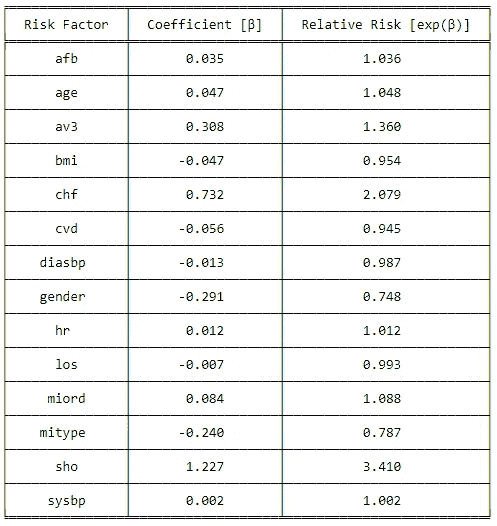 Risk Factor Coefficient [β] Relative Risk [exp(β)]
afb 0.035 1.036
age 0.047 1.048
av3 0.308 1.360
bmi -0.047 0.954
chf 0.732 2.079
cvd -0.056 0.945
diasbp -0.013 0.987
gender -0.291 0.748
hr 0.012 1.012
los -0.007 0.993
miord 0.084 1.088
mitype -0.240 0.787
sho 1.227 3.410
sysbp 0.002 1.002